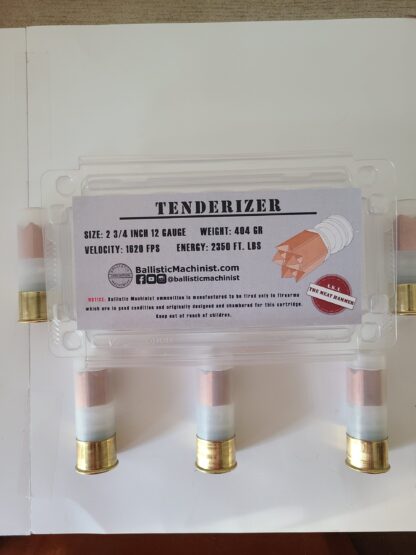 TENDERIZER
SIZE: 2 3/4 INCH 12 GAUGE WEIGHT: 404 GR
VELOCITY: 1620 FPS ENERGY: 2350 FT. LBS
BallisticMachinist.com
@ballisticmachinist
A.K.A.
THE MEAT HAMMER
NOTICE: Ballistic Machinist ammunition is manufactured to be fired only in firearms
which are in good condition and originally designed and chambered for this cartridge.
Keep out of reach of children.